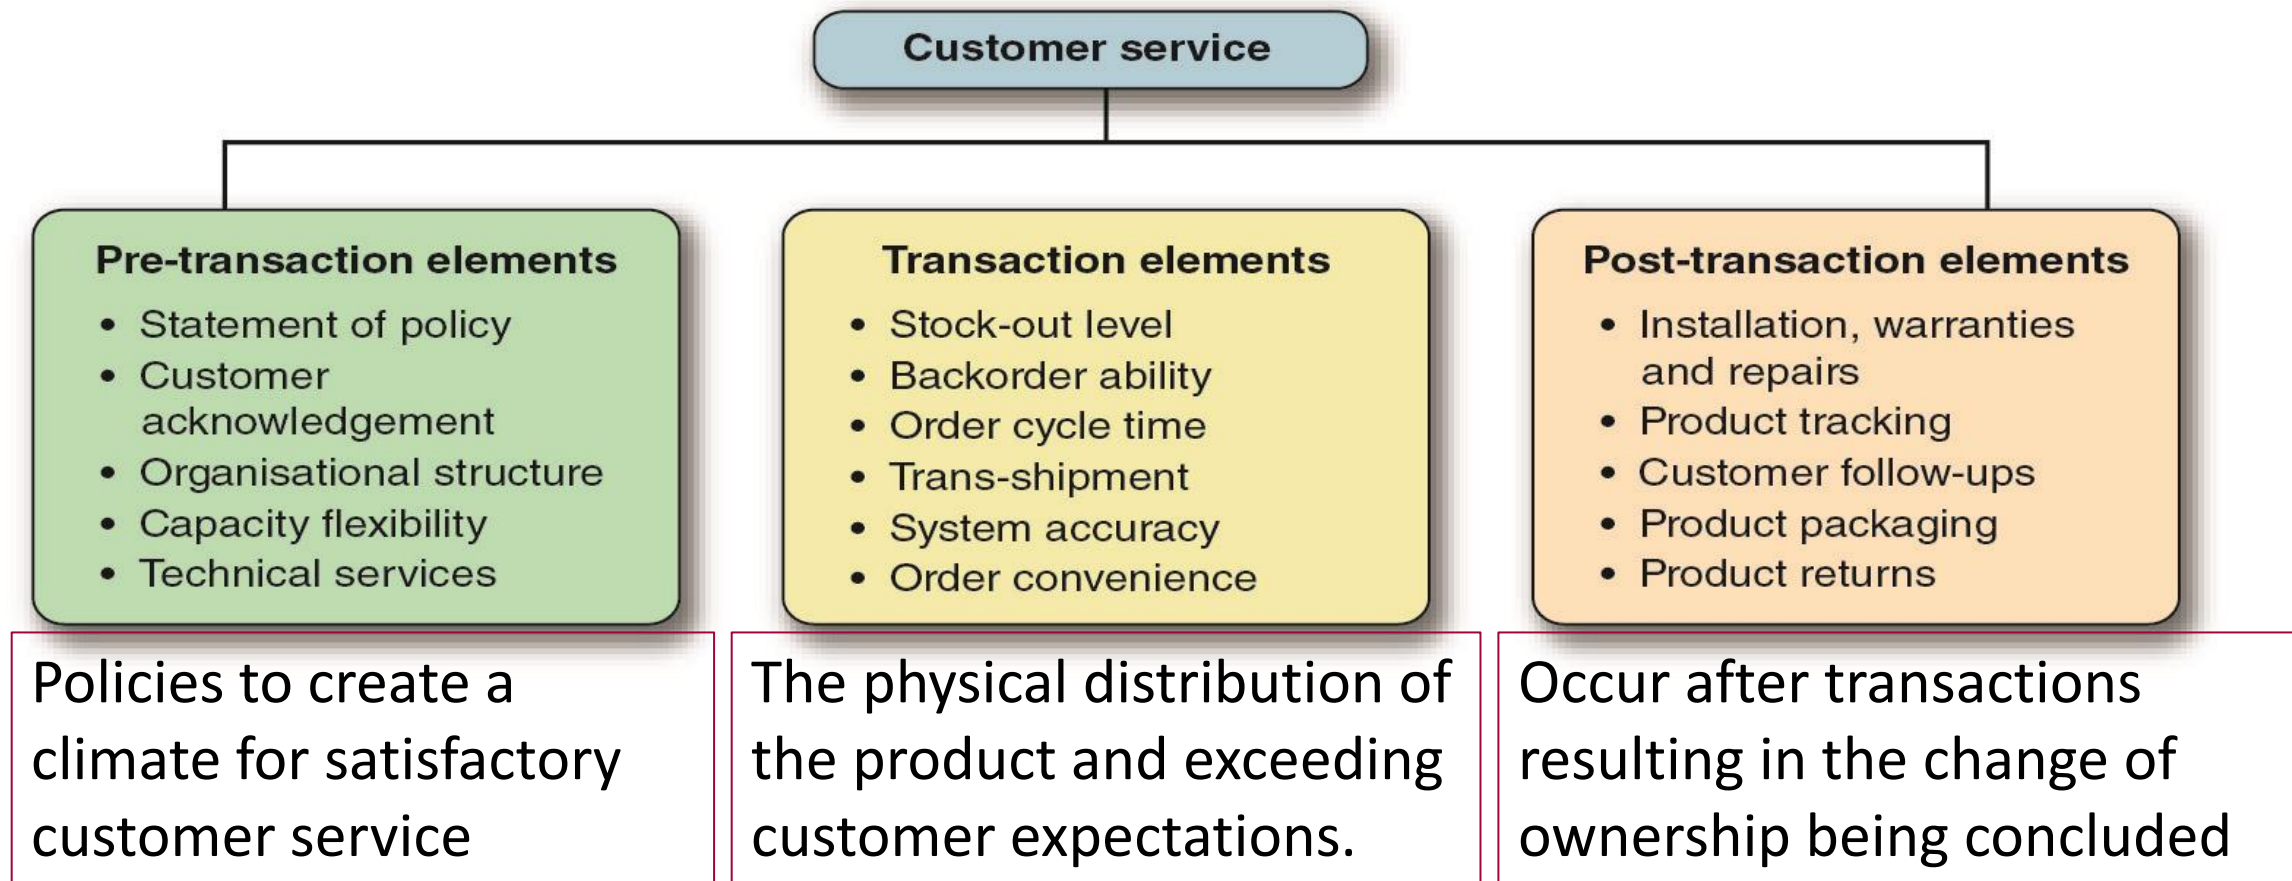 Customer service
Pre-transaction elements
• Statement of policy
• Customer
acknowledgement
• Organisational structure
• Capacity flexibility
• Technical services
Policies to create a
climate for satisfactory
customer service
Transaction elements
• Stock-out level
• Backorder ability
• Order cycle time
• Trans-shipment
• System accuracy
• Order convenience
The physical distribution of
the product and exceeding
customer expectations.
Post-transaction elements
• Installation, warranties
and repairs
• Product tracking
• Customer follow-ups
• Product packaging
• Product returns
Occur after transactions
resulting in the change of
ownership being concluded